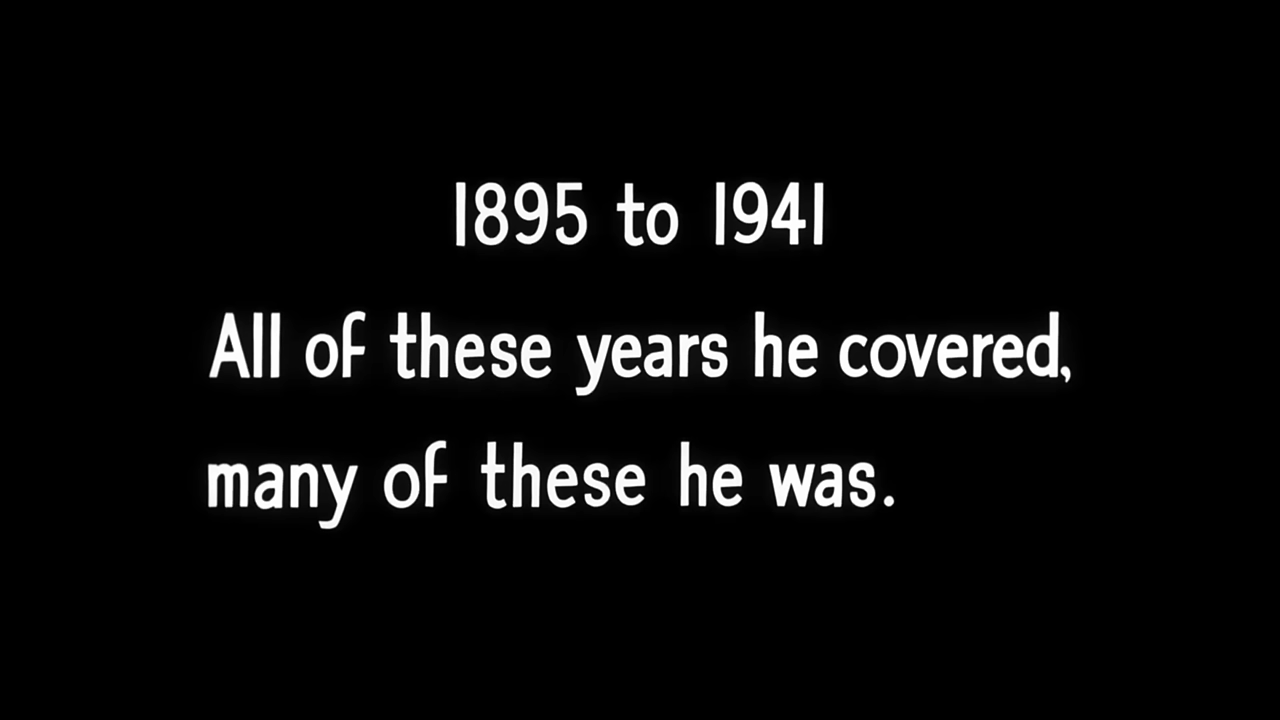 1895 to 1941
All of these years he covered,
many of these he was.